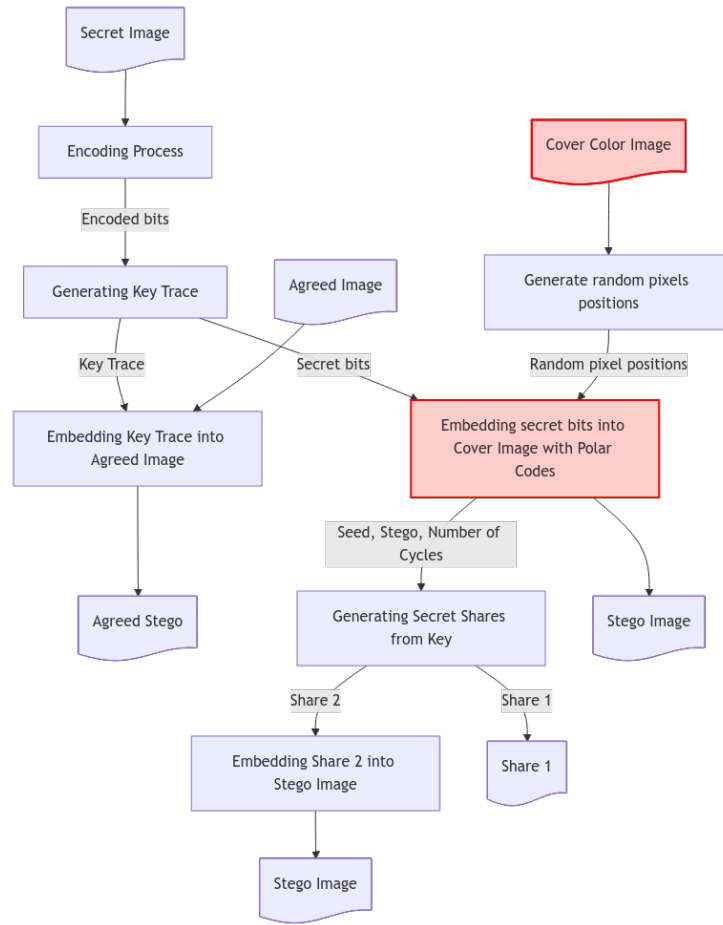 Secret Image
Cover Color Image
Encoding Process
Encoded bits
Generating Key Trace
Agreed Image
Generate random pixels
positions
Key Trace
Secret bits
Random pixel positions
Embedding Key Trace into
Agreed Image
Embedding secret bits into
Cover Image with Polar
Codes
Seed, Stego, Number of
Cycles
Agreed Stego
Generating Secret Shares
from Key
Stego Image
Share 2
Share 1
Embedding Share 2 into
Stego Image
Share 1
Stego Image